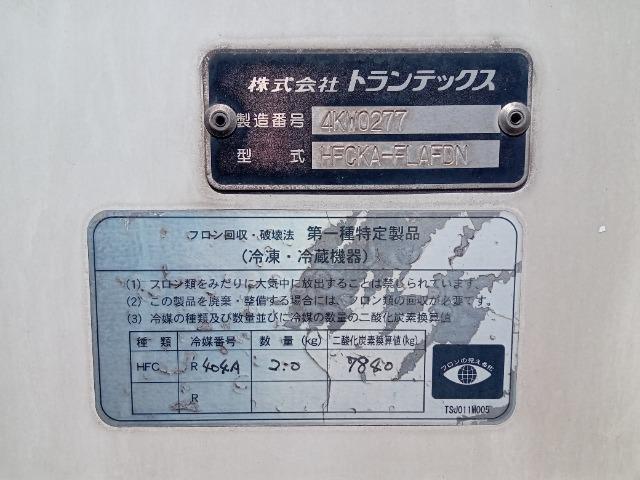 株式会社 トランテックス
製造番号 4KW0277
型式 HFCKA-FLAFDN
フロン回収・破壊法 第一種特定製品
(冷凍・冷蔵機器)
(1) フロン類をみだりに大気中に放出することは禁じられています。
(2) この製品を廃棄・整備する場合には、フロン類の回収が必要です。
(3) 冷媒の種類及び数量並びに冷媒の数量の二酸化炭素換算値
種類 冷媒番号 数量(kg) 二酸化炭素換算値(kg)
HFC R404A 2.0 7840
R
フロンの見える化
TSJ011M005